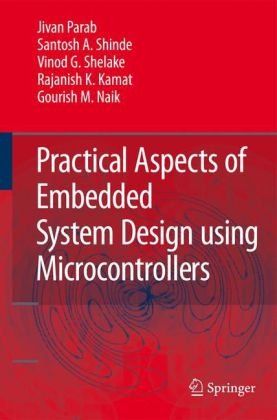 Jivan Parab
Santosh A. Shinde
Vinod G. Shelake
Rajanish K. Kamat
Gourish M. Naik
Practical Aspects of
Embedded
System Design using
Microcontrollers
Springer